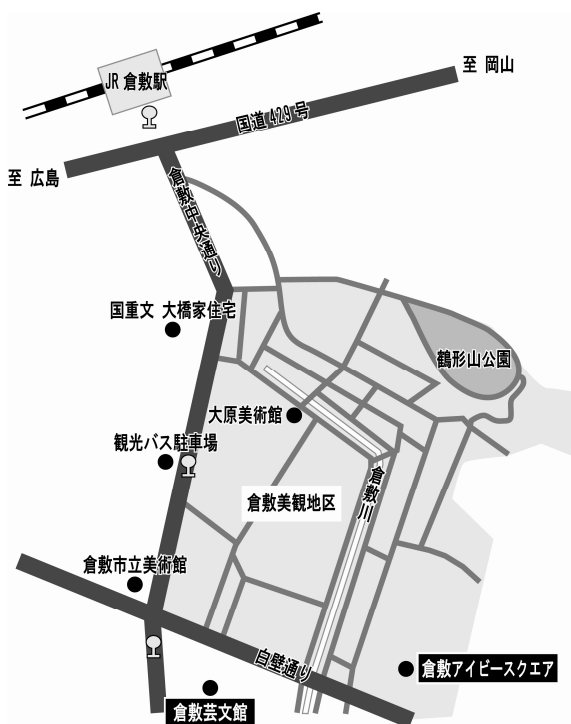 JR 倉敷駅
至 岡山
国道 429 号
至 広島
倉敷中央通り
国重文 大橋家住宅
鶴形山公園
大原美術館
観光バス駐車場
倉敷川
倉敷美観地区
倉敷市立美術館
白壁通り
倉敷アイビースクエア
倉敷芸文館